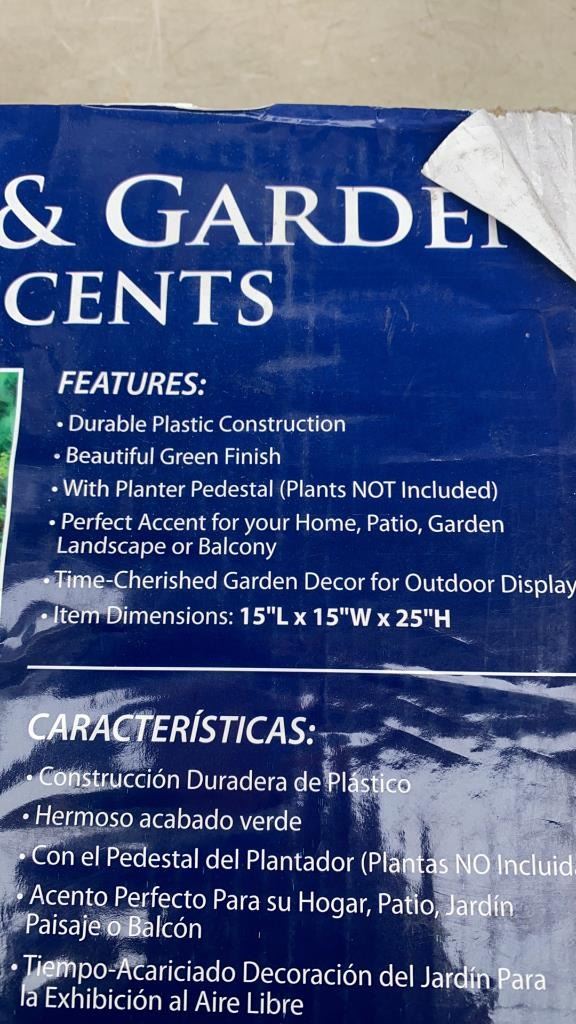 & GARDEN
CENTS
FEATURES:
• Durable Plastic Construction
• Beautiful Green Finish
• With Planter Pedestal (Plants NOT Included)
• Perfect Accent for your Home, Patio, Garden
Landscape or Balcony
• Time-Cherished Garden Decor for Outdoor Display
• Item Dimensions: 15"L x 15"W x 25"H
CARACTERÍSTICAS:
• Construcción Duradera de Plástico
• Hermoso acabado verde
• Con el Pedestal del Plantador (Plantas NO Incluid
• Acento Perfecto Para su Hogar, Patio, Jardín
Paisaje o Balcón
• Tiempo-Acariciado Decoración del Jardín Para
la Exhibición al Aire Libre